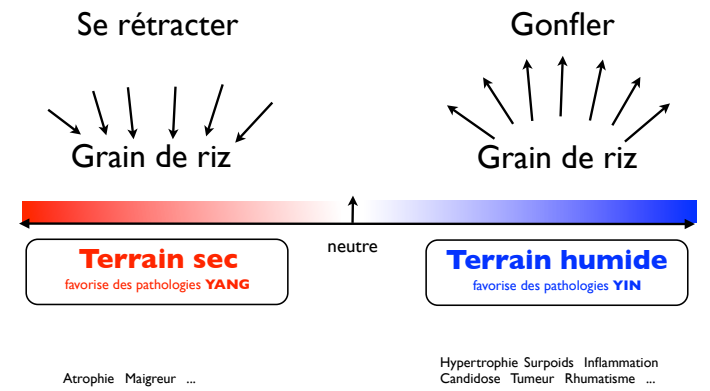 Se rétracter
Gonfler
Grain de riz
Grain de riz
neutre
Terrain sec
favorise des pathologies YANG
Terrain humide
favorise des pathologies YIN
Atrophie Maigreur ...
Hypertrophie Surpoids Inflammation
Candidose Tumeur Rhumatisme ...